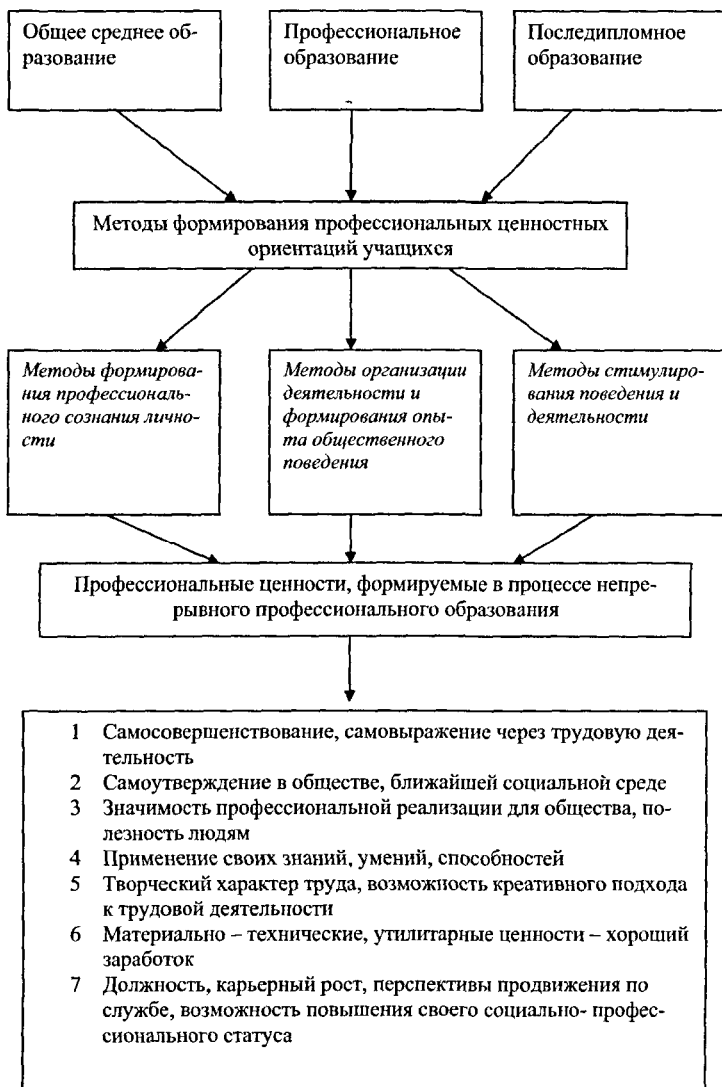 Общее среднее об-
разование
Профессиональное
образование
Последипломное
образование
Методы формирования профессиональных ценностных
ориентаций учащихся
Методы формирова-
ния профессиональ-
ного сознания лично-
сти
Методы организации
деятельности и
формирования опы-
та общественного
поведения
Методы стимулиро-
вания поведения и
деятельности
Профессиональные ценности, формируемые в процессе непре-
рывного профессионального образования
1 Самосовершенствование, самовыражение через трудовую дея-
тельность
2 Самоутверждение в обществе, ближайшей социальной среде
3 Значимость профессиональной реализации для общества, по-
лезность людям
4 Применение своих знаний, умений, способностей
5 Творческий характер труда, возможность креативного подхода
к трудовой деятельности
6 Материально – технические, утилитарные ценности – хороший
заработок
7 Должность, карьерный рост, перспективы продвижения по
службе, возможность повышения своего социально- профес-
сионального статуса